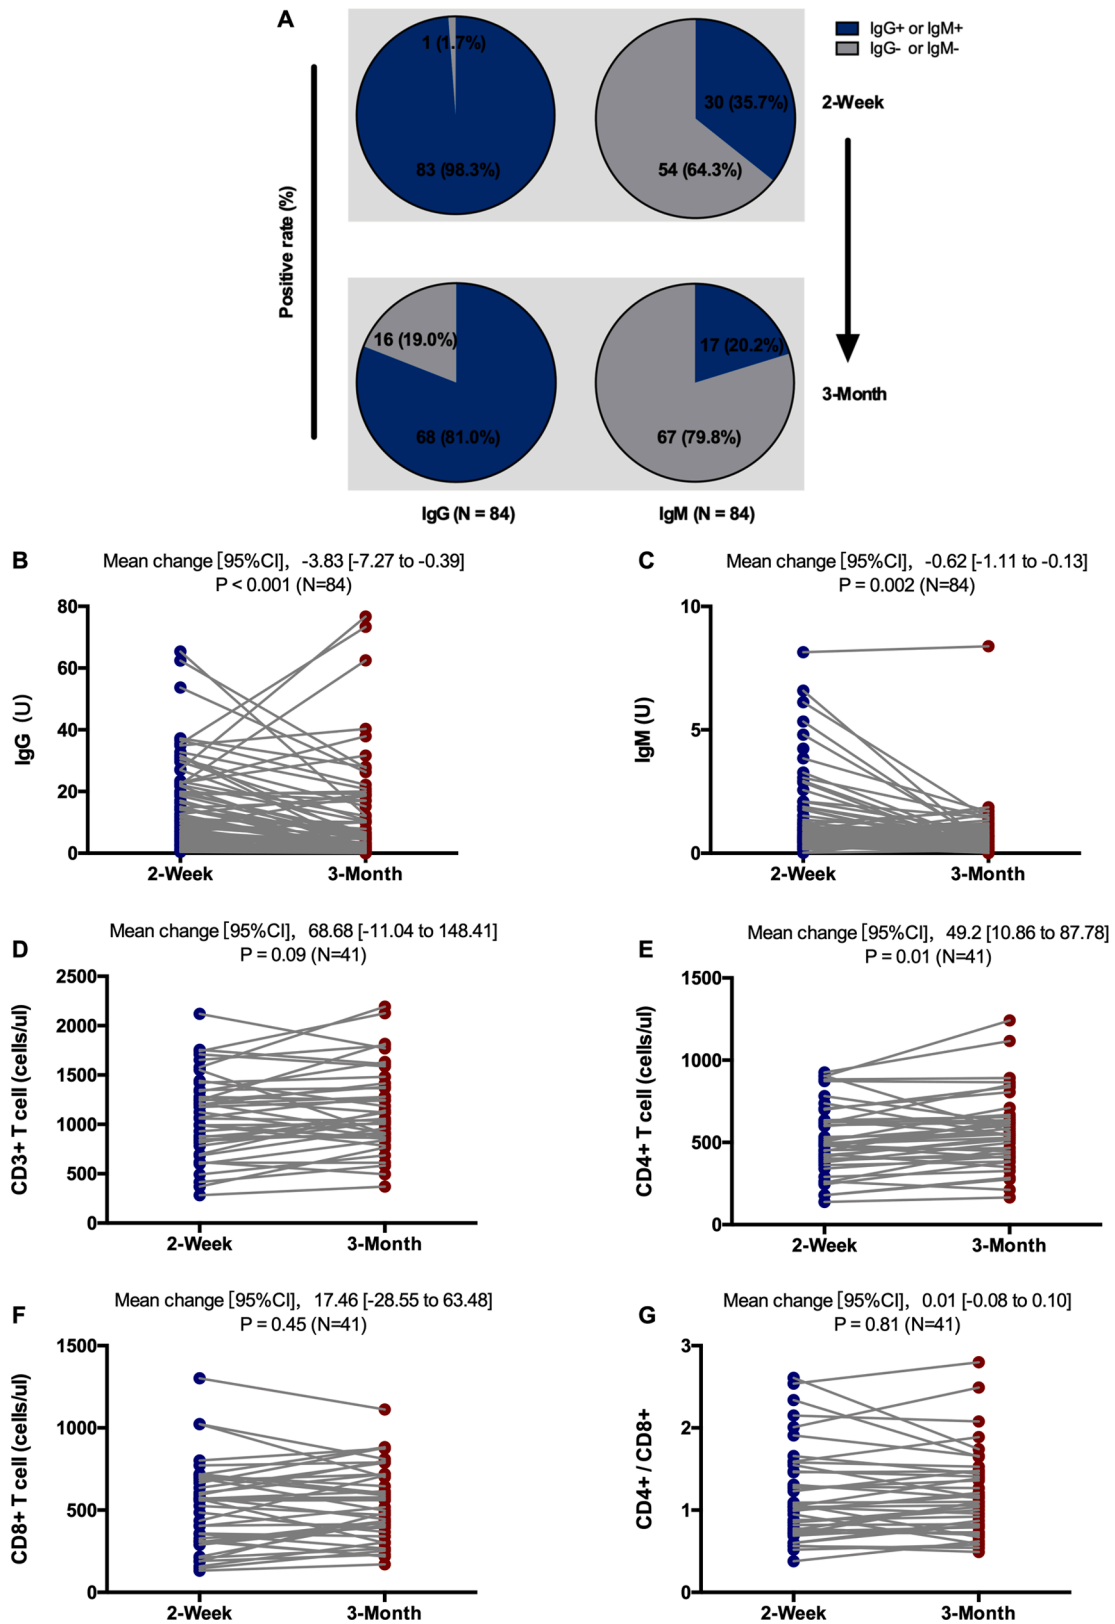 A
IgG+ or IgM+
IgG- or IgM-
1 (1.7%)
83 (98.3%)
30 (35.7%)
54 (64.3%)
2-Week
Positive rate (%)
16 (19.0%)
68 (81.0%)
17 (20.2%)
67 (79.8%)
3-Month
IgG (N = 84)
IgM (N = 84)
B
Mean change [95%CI], -3.83 [-7.27 to -0.39]
P < 0.001 (N=84)
80
60
40
20
0
IgG (U)
2-Week
3-Month
C
Mean change [95%CI], -0.62 [-1.11 to -0.13]
P = 0.002 (N=84)
10
5
0
IgM (U)
2-Week
3-Month
D
Mean change [95%CI], 68.68 [-11.04 to 148.41]
P = 0.09 (N=41)
2500
2000
1500
1000
500
0
CD3+ T cell (cells/ul)
2-Week
3-Month
E
Mean change [95%CI], 49.2 [10.86 to 87.78]
P = 0.01 (N=41)
1500
1000
500
0
CD4+ T cell (cells/ul)
2-Week
3-Month
F
Mean change [95%CI], 17.46 [-28.55 to 63.48]
P = 0.45 (N=41)
1500
1000
500
0
CD8+ T cell (cells/ul)
2-Week
3-Month
G
Mean change [95%CI], 0.01 [-0.08 to 0.10]
P = 0.81 (N=41)
3
2
1
0
CD4+ / CD8+
2-Week
3-Month